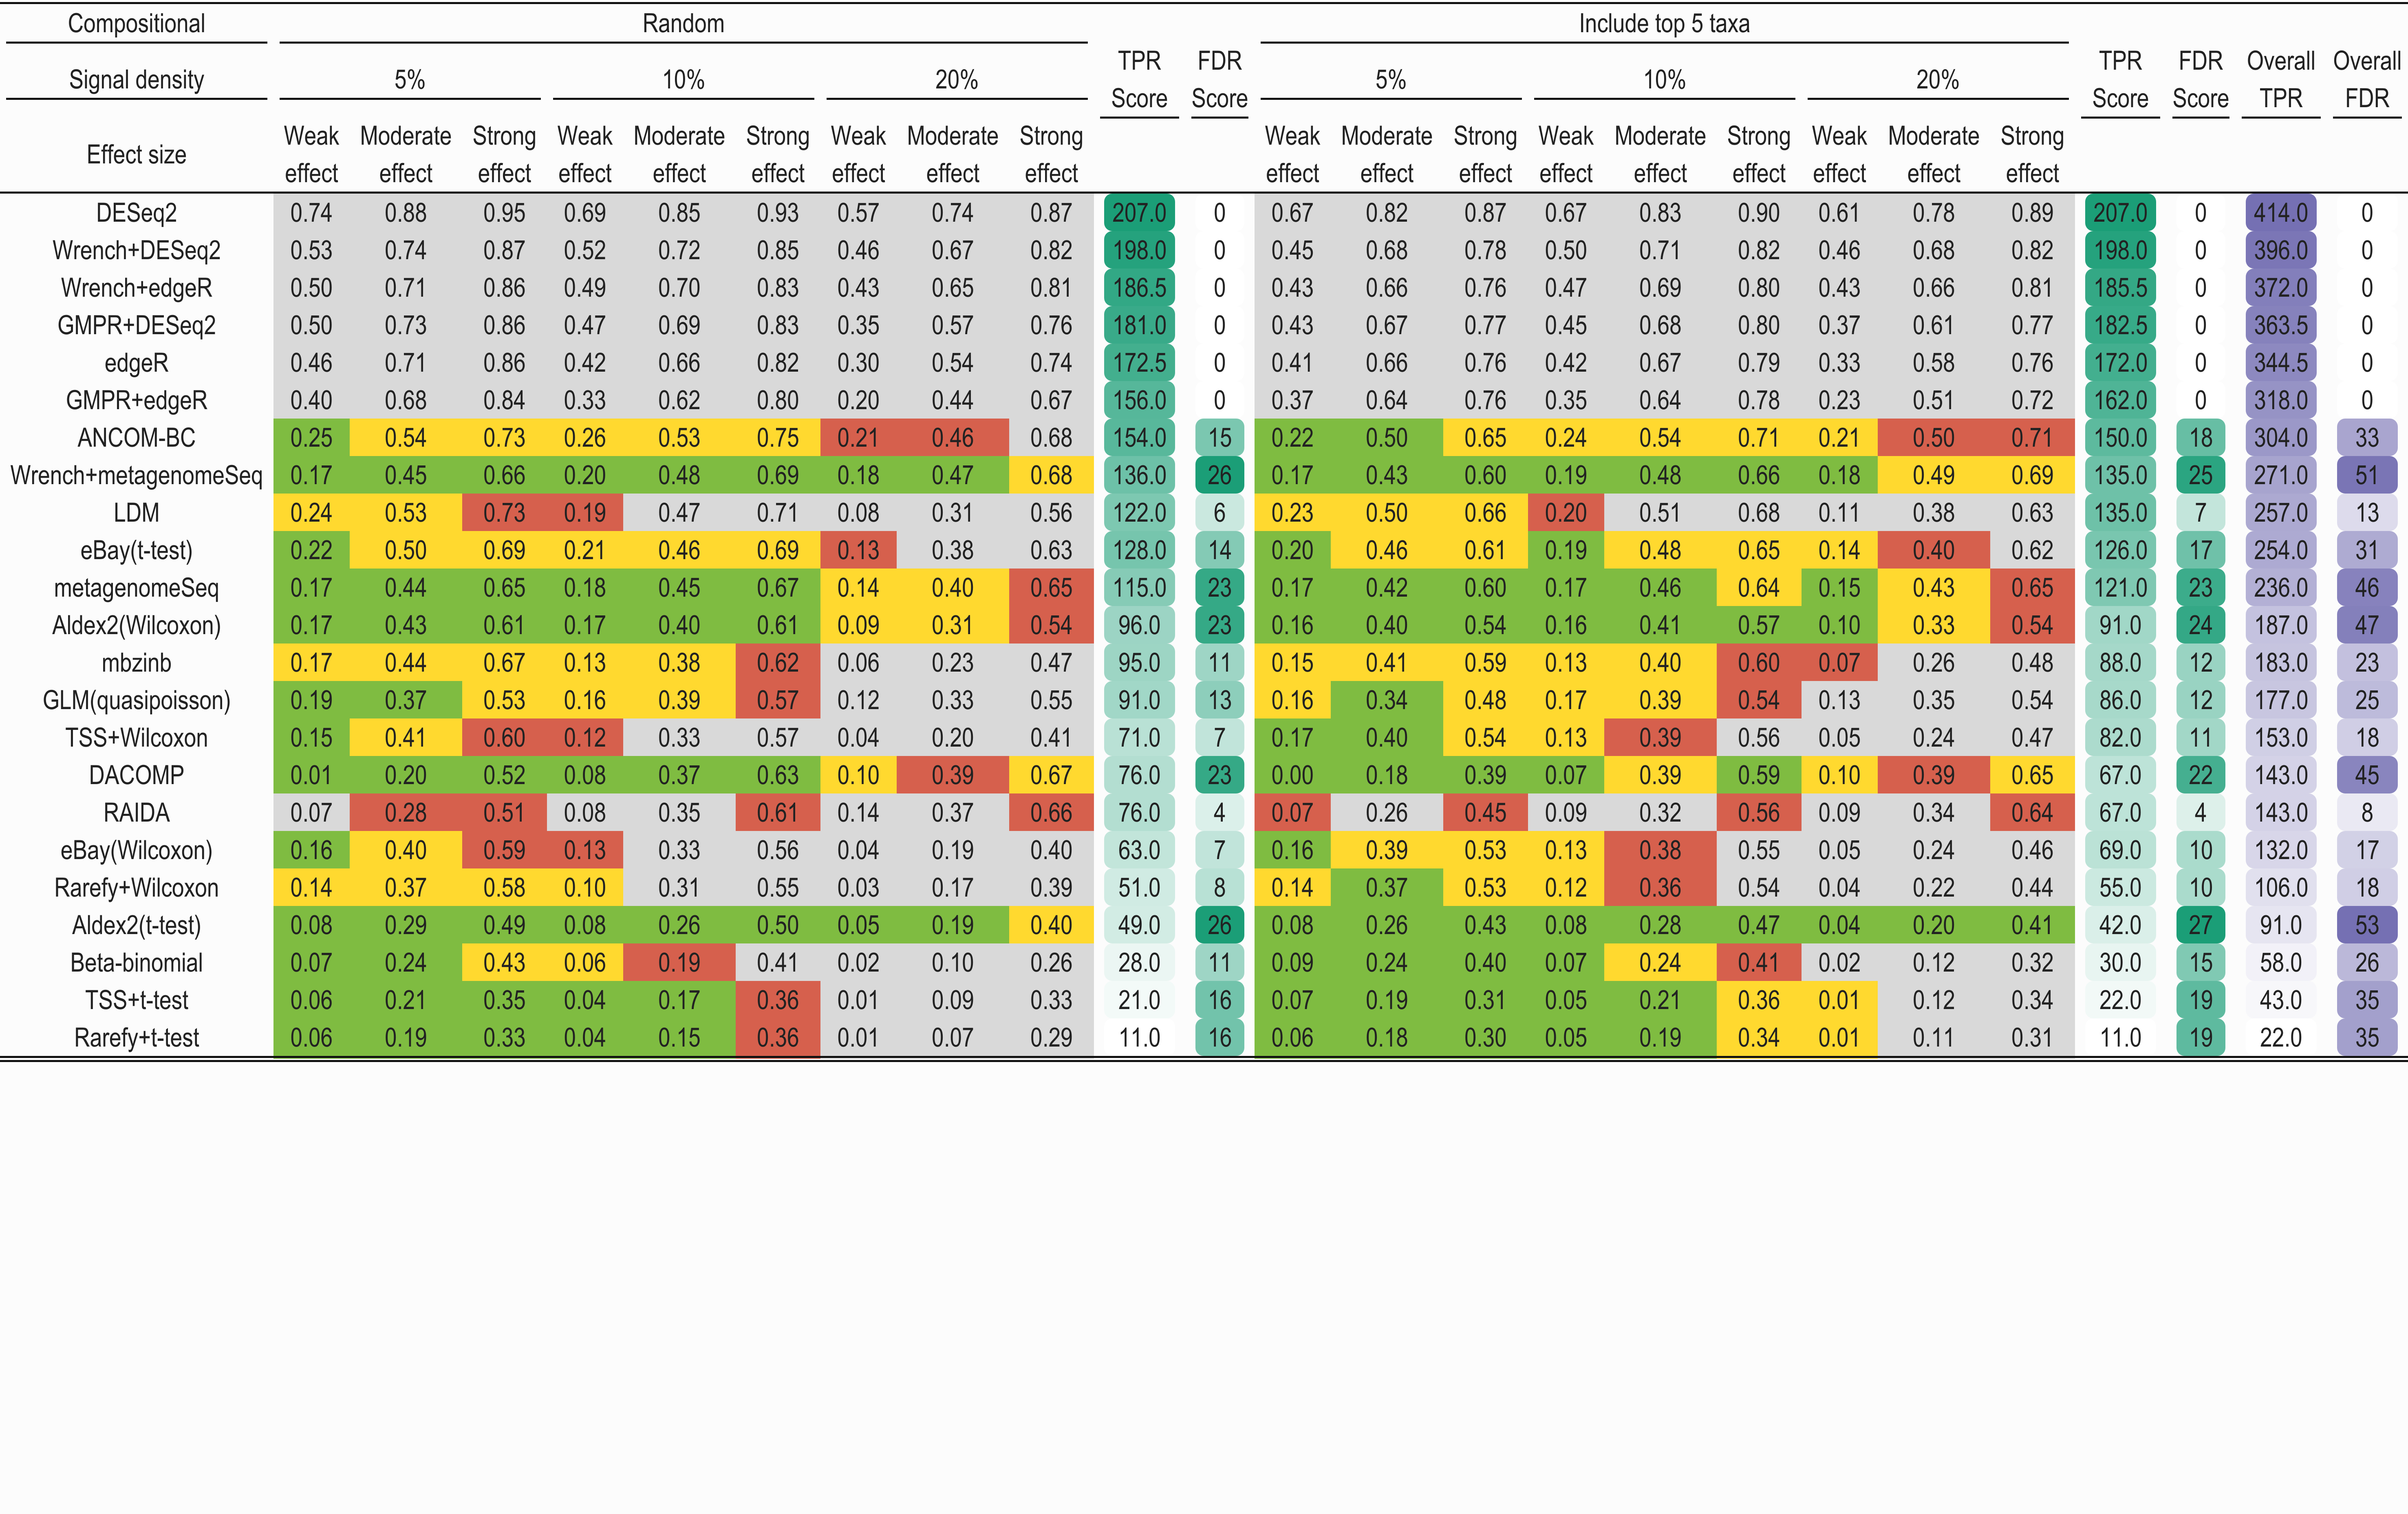 Compositional Random Include top 5 taxa
TPR FDR TPR FDR Overall Overall
Signal density 5% 10% 20% 5% 10% 20%
Score Score Score Score TPR FDR
Weak Moderate Strong Weak Moderate Strong Weak Moderate Strong Weak Moderate Strong Weak Moderate Strong Weak Moderate Strong
Effect size
effect effect effect effect effect effect effect effect effect effect effect effect effect effect effect effect effect effect
DESeq2 0.74 0.88 0.95 0.69 0.85 0.93 0.57 0.74 0.87 207.0 0 0.67 0.82 0.87 0.67 0.83 0.90 0.61 0.78 0.89 207.0 0 414.0 0
Wrench+DESeq2 0.53 0.74 0.87 0.52 0.72 0.85 0.46 0.67 0.82 198.0 0 0.45 0.68 0.78 0.50 0.71 0.82 0.46 0.68 0.82 198.0 0 396.0 0
Wrench+edgeR 0.50 0.71 0.86 0.49 0.70 0.83 0.43 0.65 0.81 186.5 0 0.43 0.66 0.76 0.47 0.69 0.80 0.43 0.66 0.81 185.5 0 372.0 0
GMPR+DESeq2 0.50 0.73 0.86 0.47 0.69 0.83 0.35 0.57 0.76 181.0 0 0.43 0.67 0.77 0.45 0.68 0.80 0.37 0.61 0.77 182.5 0 363.5 0
edgeR 0.46 0.71 0.86 0.42 0.66 0.82 0.30 0.54 0.74 172.5 0 0.41 0.66 0.76 0.42 0.67 0.79 0.33 0.58 0.76 172.0 0 344.5 0
GMPR+edgeR 0.40 0.68 0.84 0.33 0.62 0.80 0.20 0.44 0.67 156.0 0 0.37 0.64 0.76 0.35 0.64 0.78 0.23 0.51 0.72 162.0 0 318.0 0
ANCOM-BC 0.25 0.54 0.73 0.26 0.53 0.75 0.21 0.46 0.68 154.0 15 0.22 0.50 0.65 0.24 0.54 0.71 0.21 0.50 0.71 150.0 18 304.0 33
Wrench+metagenomeSeq 0.17 0.45 0.66 0.20 0.48 0.69 0.18 0.47 0.68 136.0 26 0.17 0.43 0.60 0.19 0.48 0.66 0.18 0.49 0.69 135.0 25 271.0 51
LDM 0.24 0.53 0.73 0.19 0.47 0.71 0.08 0.31 0.56 122.0 6 0.23 0.50 0.66 0.20 0.51 0.68 0.11 0.38 0.63 135.0 7 257.0 13
eBay(t-test) 0.22 0.50 0.69 0.21 0.46 0.69 0.13 0.38 0.63 128.0 14 0.20 0.46 0.61 0.19 0.48 0.65 0.14 0.40 0.62 126.0 17 254.0 31
metagenomeSeq 0.17 0.44 0.65 0.18 0.45 0.67 0.14 0.40 0.65 115.0 23 0.17 0.42 0.60 0.17 0.46 0.64 0.15 0.43 0.65 121.0 23 236.0 46
Aldex2(Wilcoxon) 0.17 0.43 0.61 0.17 0.40 0.61 0.09 0.31 0.54 96.0 23 0.16 0.40 0.54 0.16 0.41 0.57 0.10 0.33 0.54 91.0 24 187.0 47
mbzinb 0.17 0.44 0.67 0.13 0.38 0.62 0.06 0.23 0.47 95.0 11 0.15 0.41 0.59 0.13 0.40 0.60 0.07 0.26 0.48 88.0 12 183.0 23
GLM(quasipoisson) 0.19 0.37 0.53 0.16 0.39 0.57 0.12 0.33 0.55 91.0 13 0.16 0.34 0.48 0.17 0.39 0.54 0.13 0.35 0.54 86.0 12 177.0 25
TSS+Wilcoxon 0.15 0.41 0.60 0.12 0.33 0.57 0.04 0.20 0.41 71.0 7 0.17 0.40 0.54 0.13 0.39 0.56 0.05 0.24 0.47 82.0 11 153.0 18
DACOMP 0.01 0.20 0.52 0.08 0.37 0.63 0.10 0.39 0.67 76.0 23 0.00 0.18 0.39 0.07 0.39 0.59 0.10 0.39 0.65 67.0 22 143.0 45
RAIDA 0.07 0.28 0.51 0.08 0.35 0.61 0.14 0.37 0.66 76.0 4 0.07 0.26 0.45 0.09 0.32 0.56 0.09 0.34 0.64 67.0 4 143.0 8
eBay(Wilcoxon) 0.16 0.40 0.59 0.13 0.33 0.56 0.04 0.19 0.40 63.0 7 0.16 0.39 0.53 0.13 0.38 0.55 0.05 0.24 0.46 69.0 10 132.0 17
Rarefy+Wilcoxon 0.14 0.37 0.58 0.10 0.31 0.55 0.03 0.17 0.39 51.0 8 0.14 0.37 0.53 0.12 0.36 0.54 0.04 0.22 0.44 55.0 10 106.0 18
Aldex2(t-test) 0.08 0.29 0.49 0.08 0.26 0.50 0.05 0.19 0.40 49.0 26 0.08 0.26 0.43 0.08 0.28 0.47 0.04 0.20 0.41 42.0 27 91.0 53
Beta-binomial 0.07 0.24 0.43 0.06 0.19 0.41 0.02 0.10 0.26 28.0 11 0.09 0.24 0.40 0.07 0.24 0.41 0.02 0.12 0.32 30.0 15 58.0 26
TSS+t-test 0.06 0.21 0.35 0.04 0.17 0.36 0.01 0.09 0.33 21.0 16 0.07 0.19 0.31 0.05 0.21 0.36 0.01 0.12 0.34 22.0 19 43.0 35
Rarefy+t-test 0.06 0.19 0.33 0.04 0.15 0.36 0.01 0.07 0.29 11.0 16 0.06 0.18 0.30 0.05 0.19 0.34 0.01 0.11 0.31 11.0 19 22.0 35